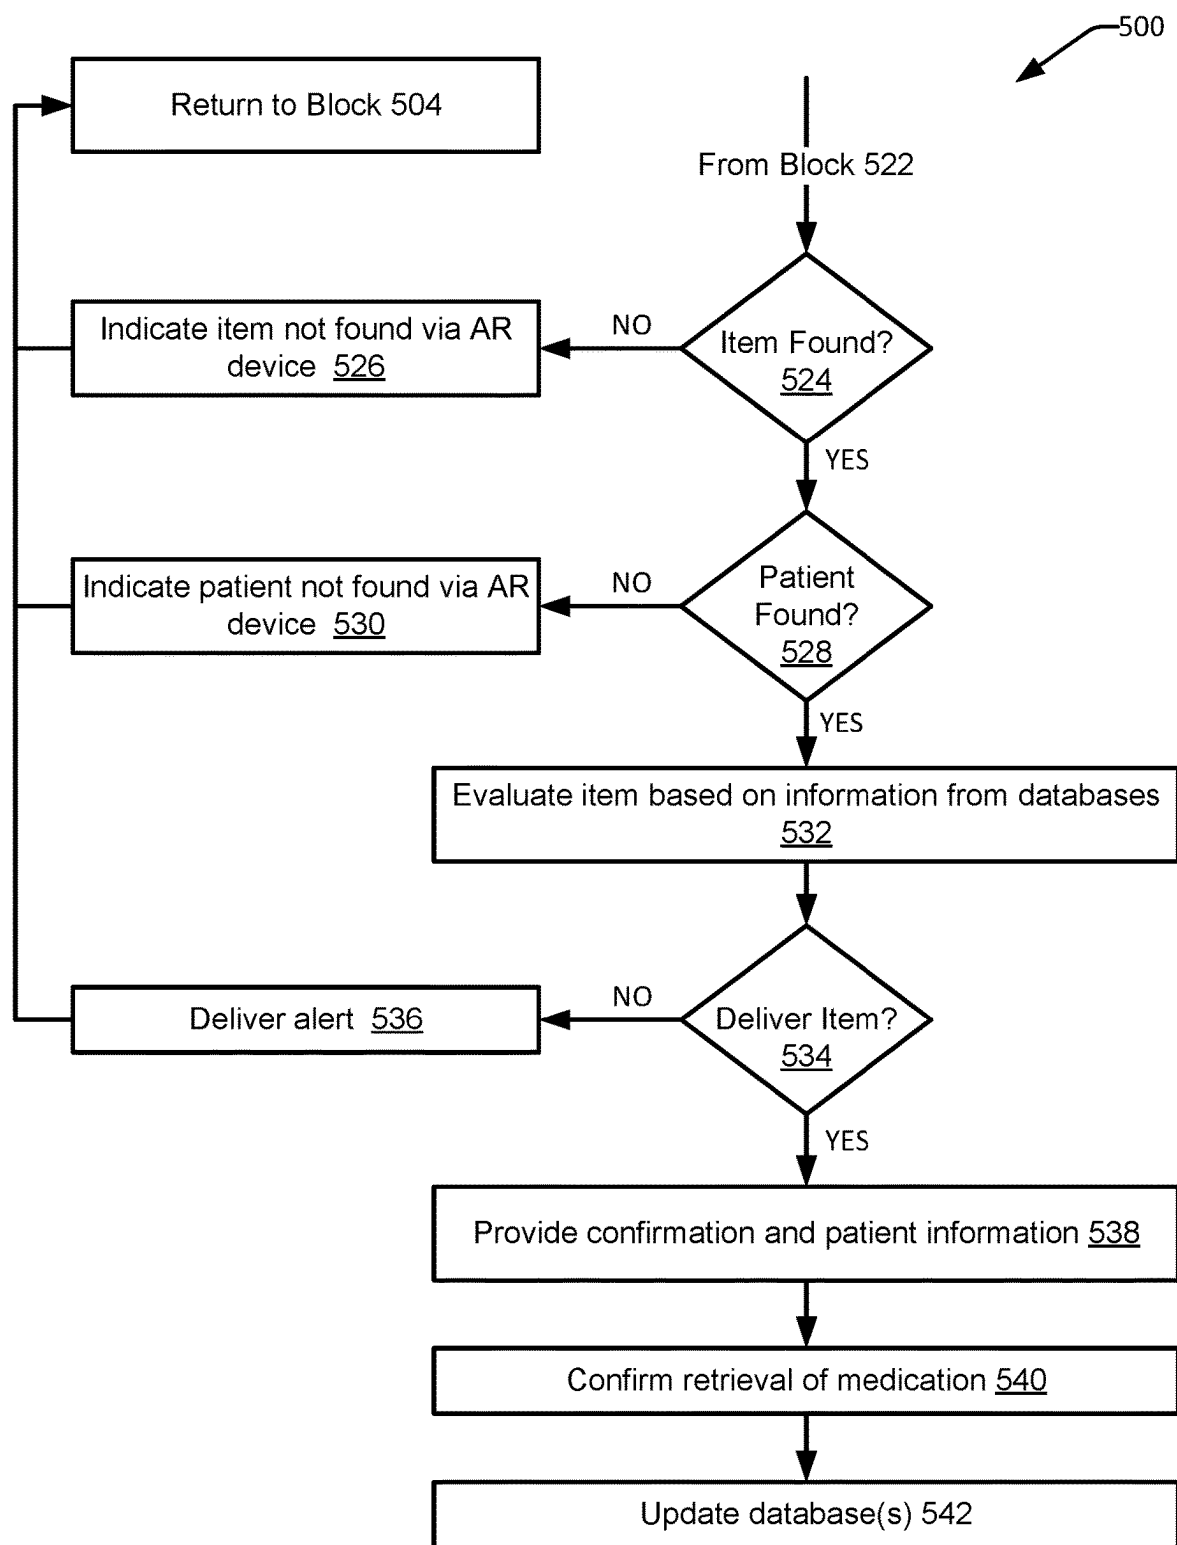 500
Return to Block 504
From Block 522
Indicate item not found via AR
device 526
NO
Item Found?
524
YES
Indicate patient not found via AR
device 530
NO
Patient
Found?
528
YES
Evaluate item based on information from databases
532
Deliver alert 536
NO
Deliver Item?
534
YES
Provide confirmation and patient information 538
Confirm retrieval of medication 540
Update database(s) 542